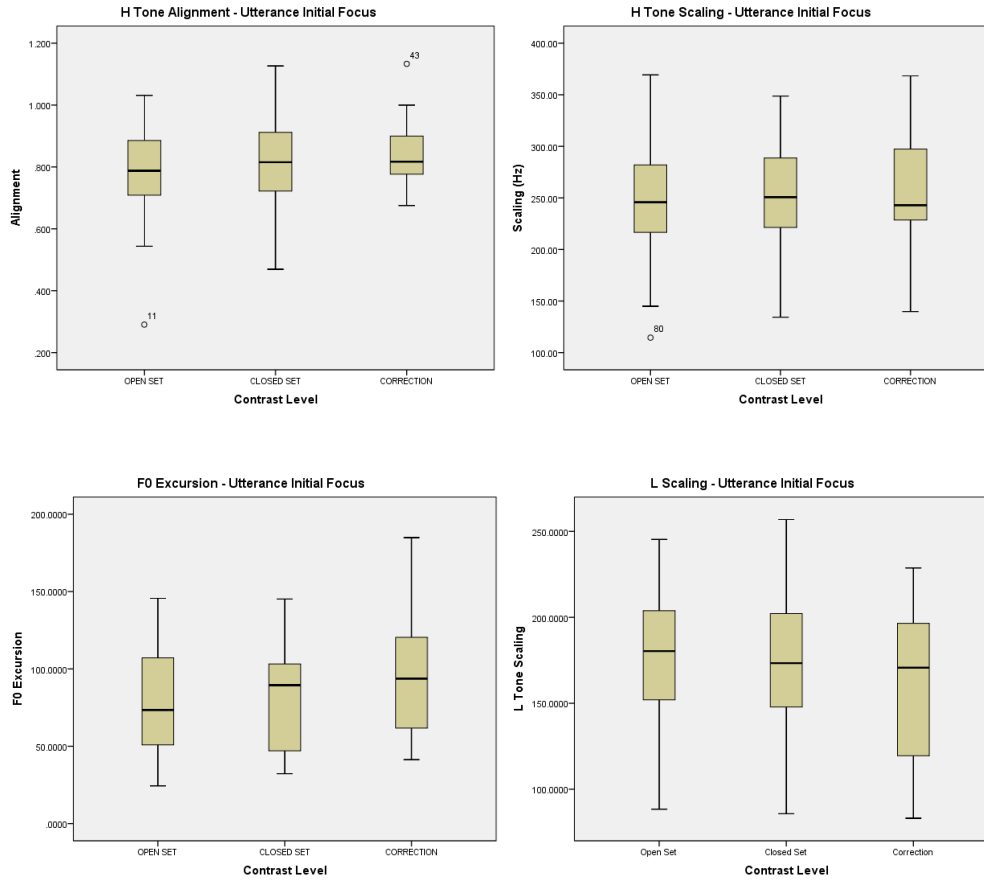 H Tone Alignment - Utterance Initial Focus
1.200
1.000
.800
.600
.400
.200
Alignment
43
11
OPEN SET
CLOSED SET
CORRECTION
Contrast Level
H Tone Scaling - Utterance Initial Focus
400.00
350.00
300.00
250.00
200.00
150.00
100.00
Scaling (Hz)
80
OPEN SET
CLOSED SET
CORRECTION
Contrast Level
F0 Excursion - Utterance Initial Focus
200.0000
150.0000
100.0000
50.0000
.0000
F0 Excursion
OPEN SET
CLOSED SET
CORRECTION
Contrast Level
L Scaling - Utterance Initial Focus
250.0000
200.0000
150.0000
100.0000
L Tone Scaling
Open Set
Closed Set
Correction
Contrast Level